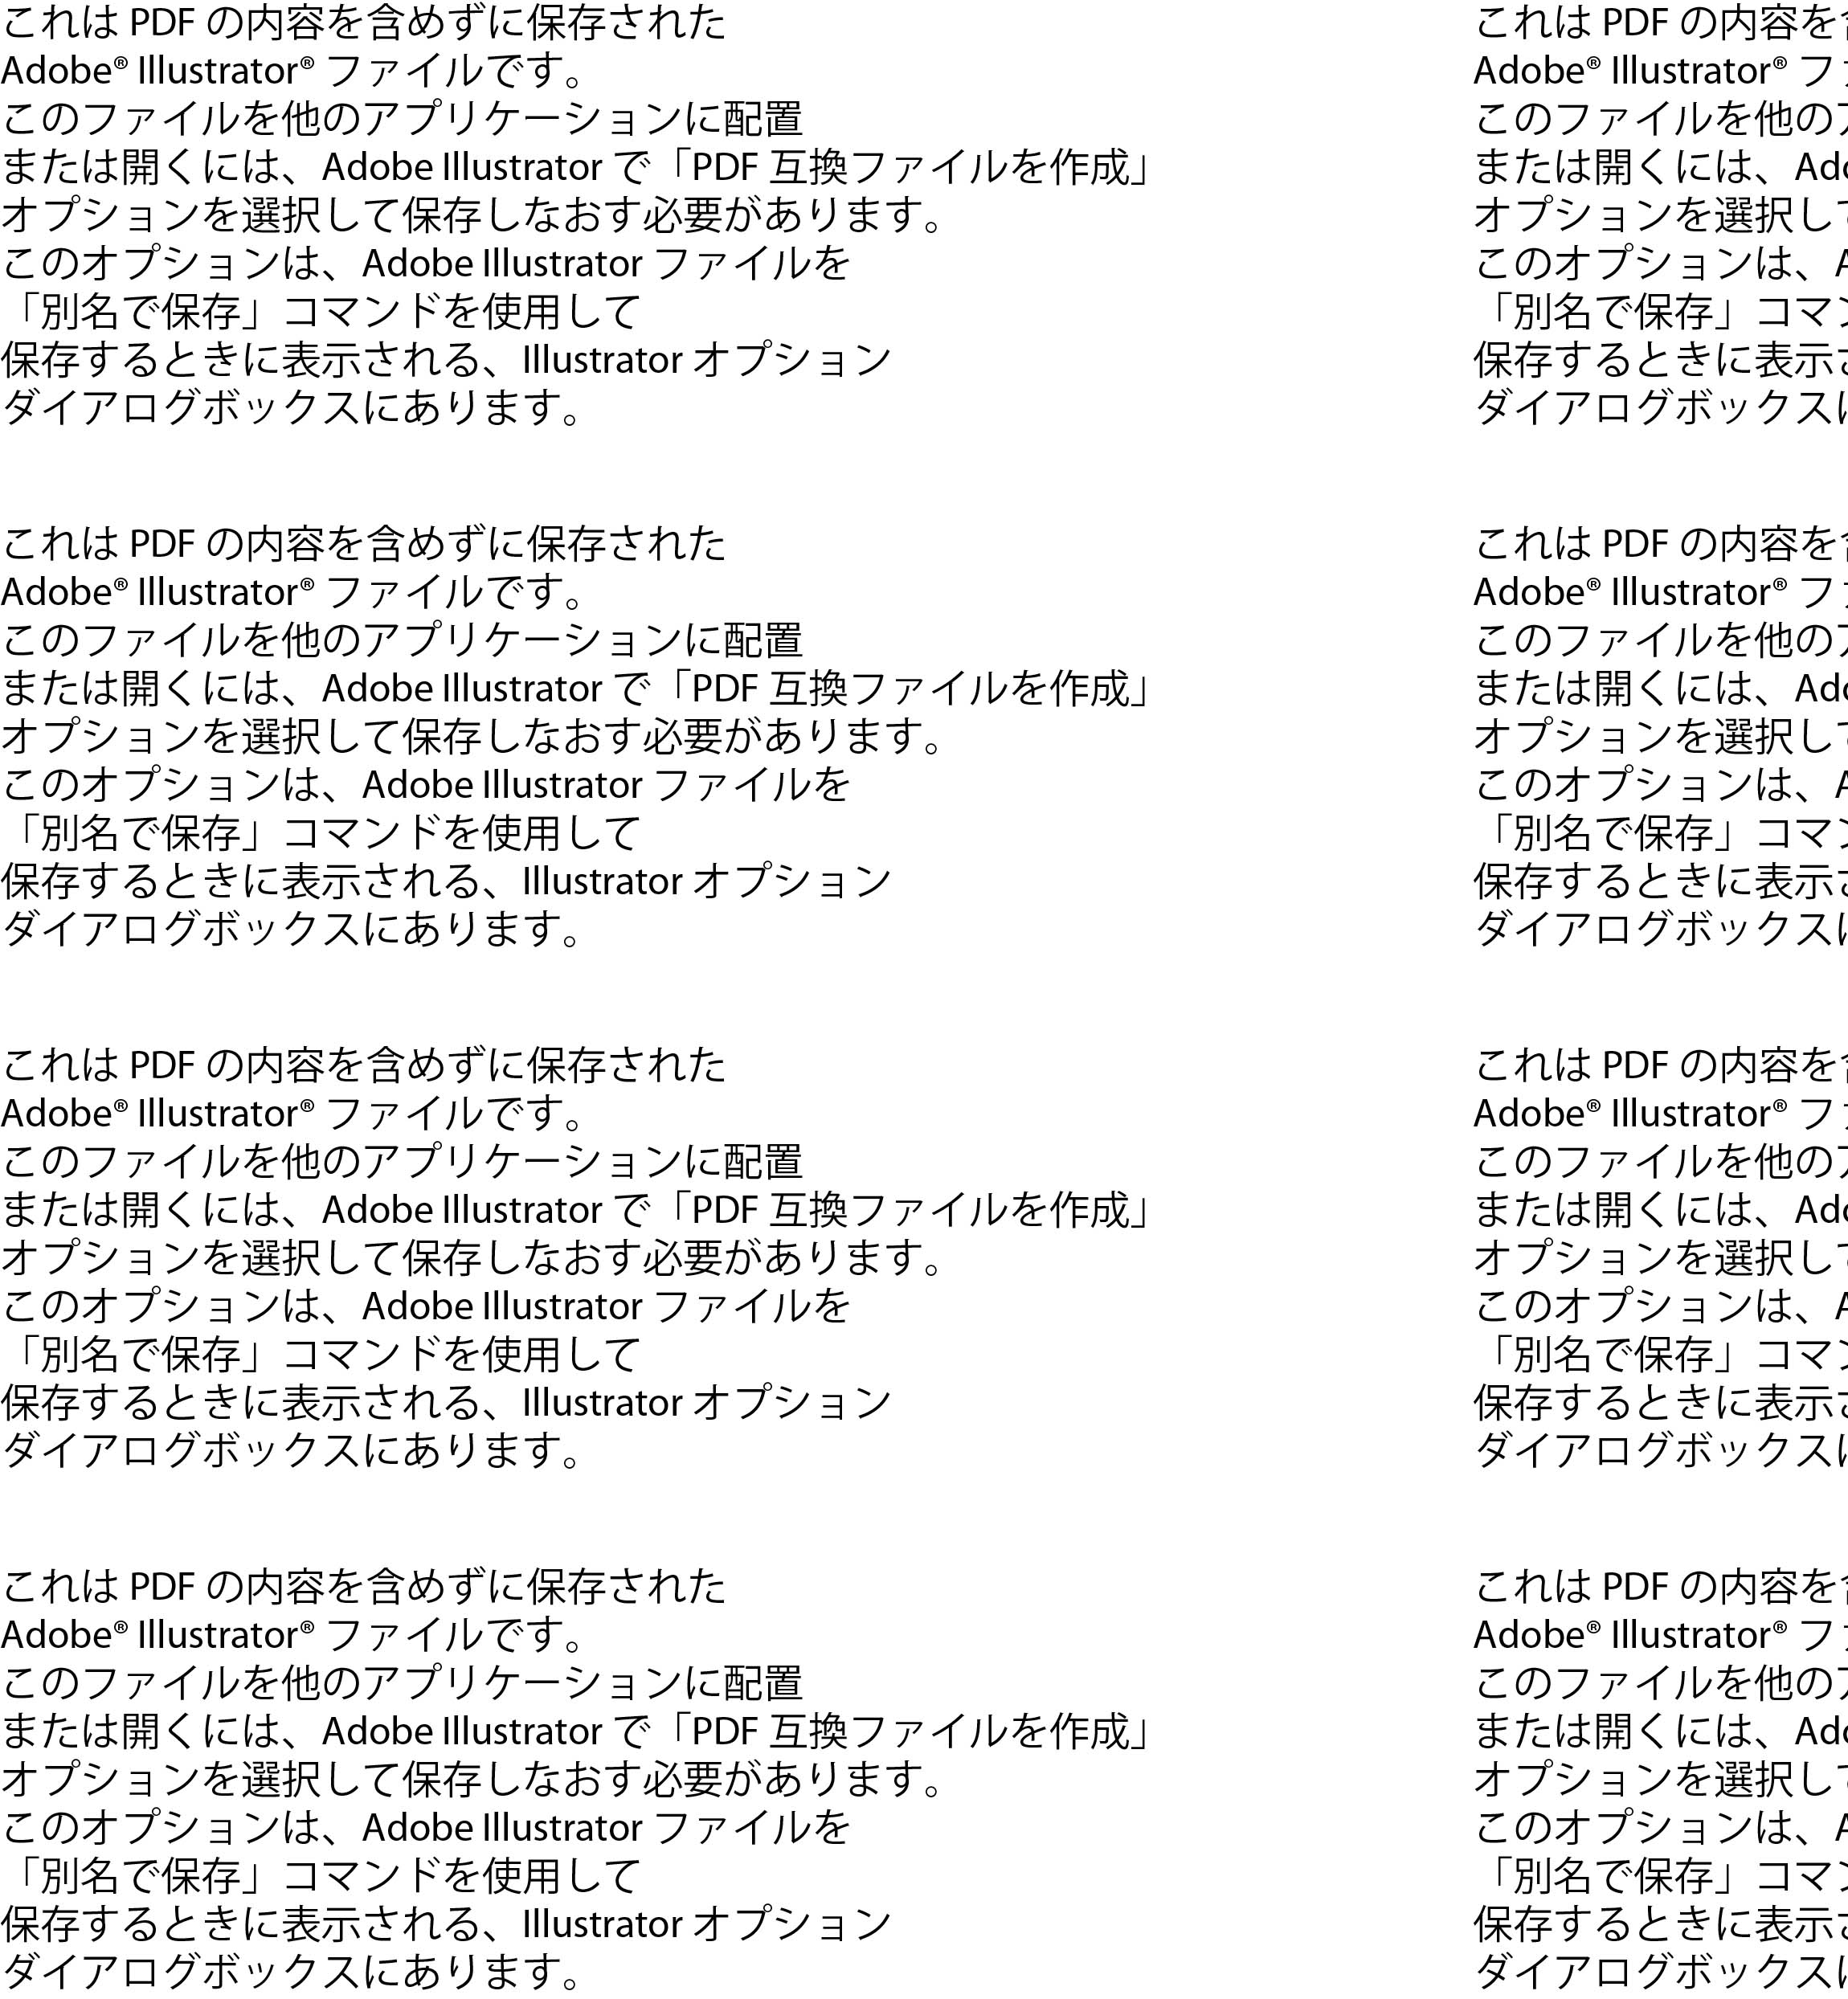 これは PDF の内容を含めずに保存された
Adobe® Illustrator® ファイルです。
このファイルを他のアプリケーションに配置
または開くには、Adobe Illustrator で「PDF 互換ファイルを作成」
オプションを選択して保存しなおす必要があります。
このオプションは、Adobe Illustrator ファイルを
「別名で保存」コマンドを使用して
保存するときに表示される、Illustrator オプション
ダイアログボックスにあります。
これは PDF の内容を
Adobe® Illustrator®
このファイルを他の
または開くには、
オプションを選択し
このオプションは、
「別名で保存」コマ
保存するときに表示
ダイアログボックス
これは PDF の内容を含めずに保存された
Adobe® Illustrator® ファイルです。
このファイルを他のアプリケーションに配置
または開くには、Adobe Illustrator で「PDF 互換ファイルを作成」
オプションを選択して保存しなおす必要があります。
このオプションは、Adobe Illustrator ファイルを
「別名で保存」コマンドを使用して
保存するときに表示される、Illustrator オプション
ダイアログボックスにあります。
これは PDF の内容を
Adobe® Illustrator®
このファイルを他の
または開くには、
オプションを選択し
このオプションは、
「別名で保存」コマ
保存するときに表示
ダイアログボックス
これは PDF の内容を含めずに保存された
Adobe® Illustrator® ファイルです。
このファイルを他のアプリケーションに配置
または開くには、Adobe Illustrator で「PDF 互換ファイルを作成」
オプションを選択して保存しなおす必要があります。
このオプションは、Adobe Illustrator ファイルを
「別名で保存」コマンドを使用して
保存するときに表示される、Illustrator オプション
ダイアログボックスにあります。
これは PDF の内容を
Adobe® Illustrator®
このファイルを他の
または開くには、
オプションを選択し
このオプションは、
「別名で保存」コマ
保存するときに表示
ダイアログボックス
これは PDF の内容を含めずに保存された
Adobe® Illustrator® ファイルです。
このファイルを他のアプリケーションに配置
または開くには、Adobe Illustrator で「PDF 互換ファイルを作成」
オプションを選択して保存しなおす必要があります。
このオプションは、Adobe Illustrator ファイルを
「別名で保存」コマンドを使用して
保存するときに表示される、Illustrator オプション
ダイアログボックスにあります。
これは PDF の内容を
Adobe® Illustrator®
このファイルを他の
または開くには、
オプションを選択し
このオプションは、
「別名で保存」コマ
保存するときに表示
ダイアログボックス